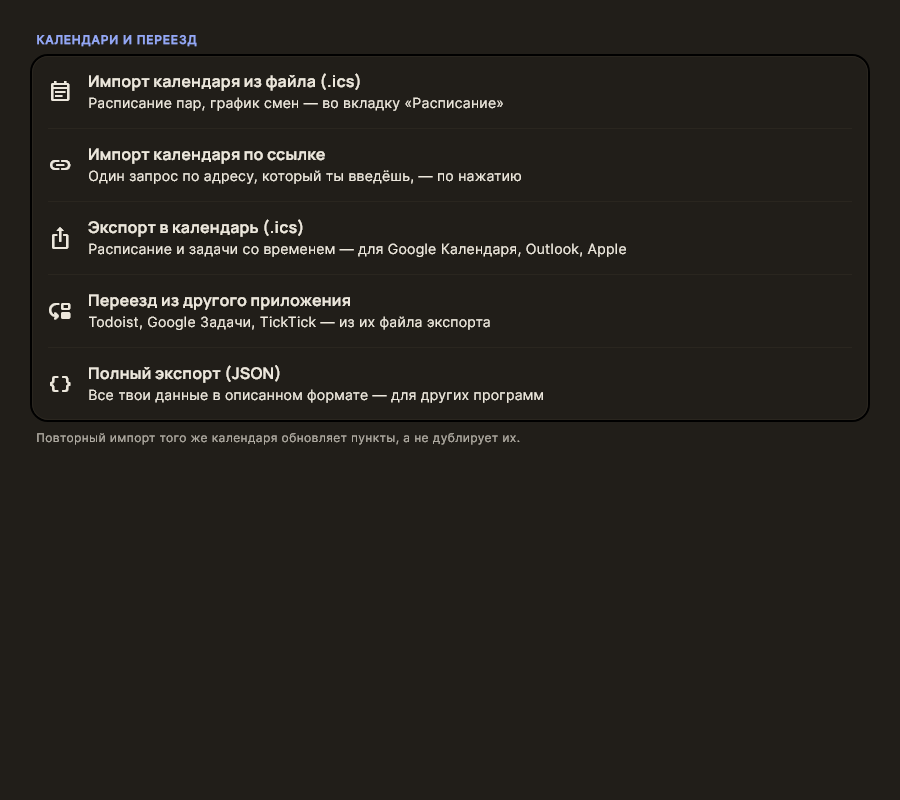 КАЛЕНДАРИ И ПЕРЕЕЗД
Импорт календаря из файла (.ics)
Расписание пар, график смен — во вкладку «Расписание»
Импорт календаря по ссылке
Один запрос по адресу, который ты введёшь, — по нажатию
Экспорт в календарь (.ics)
Расписание и задачи со временем — для Google Календаря, Outlook, Apple
Переезд из другого приложения
Todoist, Google Задачи, TickTick — из их файла экспорта
Полный экспорт (JSON)
Все твои данные в описанном формате — для других программ
Повторный импорт того же календаря обновляет пункты, а не дублирует их.